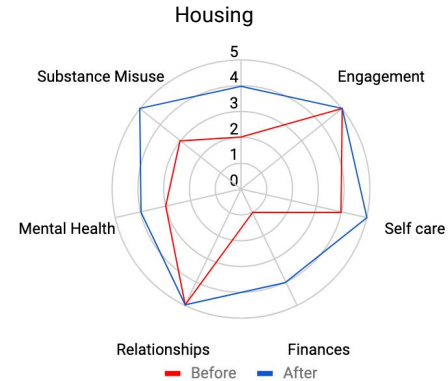 Housing
5
4
3
2
1
0
Substance Misuse
Engagement
Mental Health
Self care
Relationships
Finances
Before
After